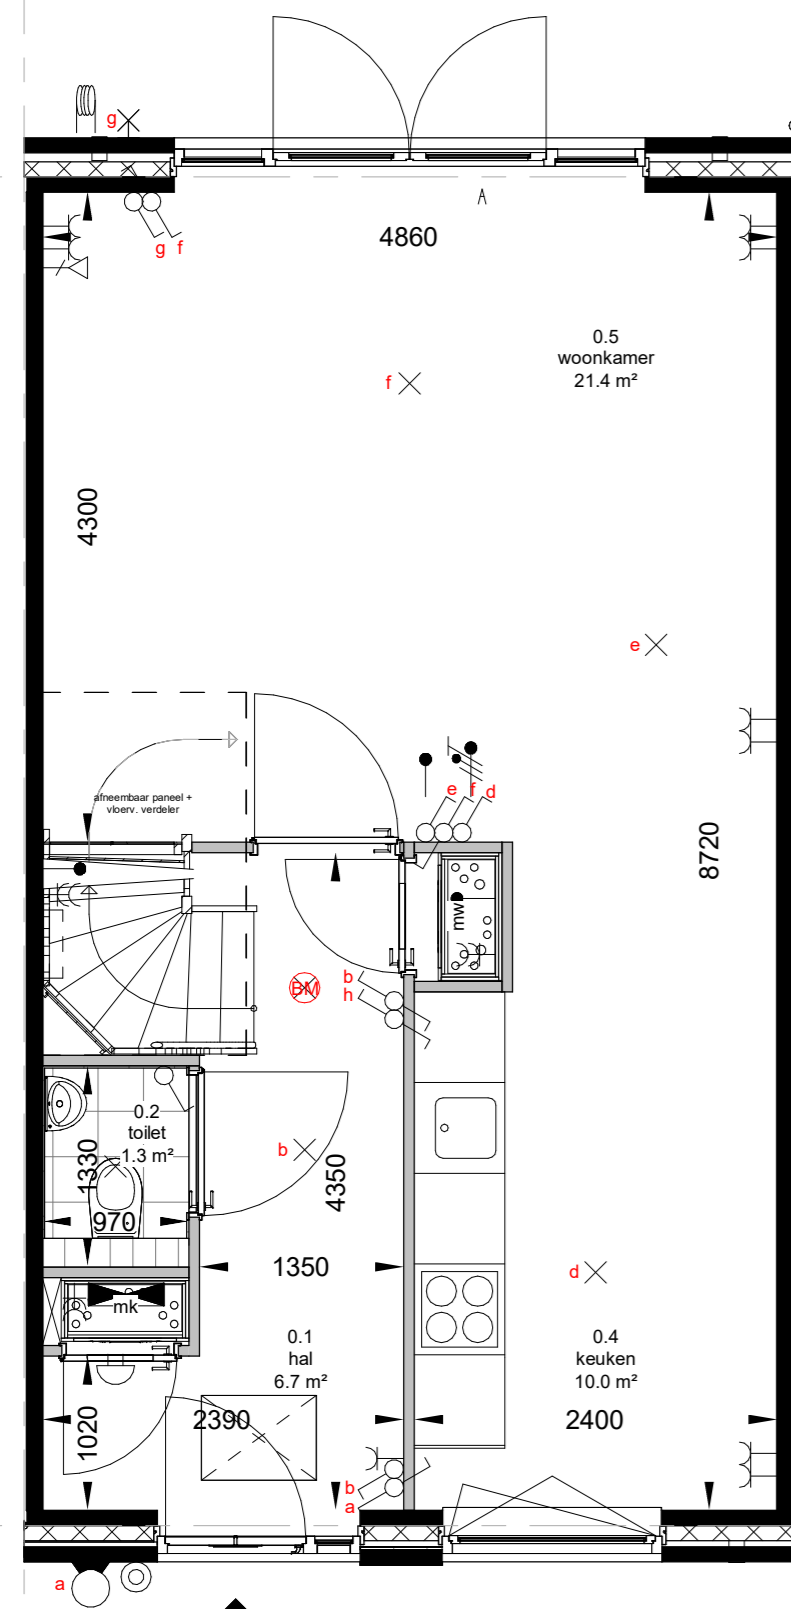 g
g f
A
4860
0.5
woonkamer
21.4 m²
f
4300
e
afneembaar paneel +
vloerv. verdeler
e f d
8720
mw
BM
b
h
0.2
toilet
1.3 m²
1330
970
b
4350
1350
d
mk
0.1
hal
6.7 m²
0.4
keuken
10.0 m²
1020
2390
2400
b
a
a